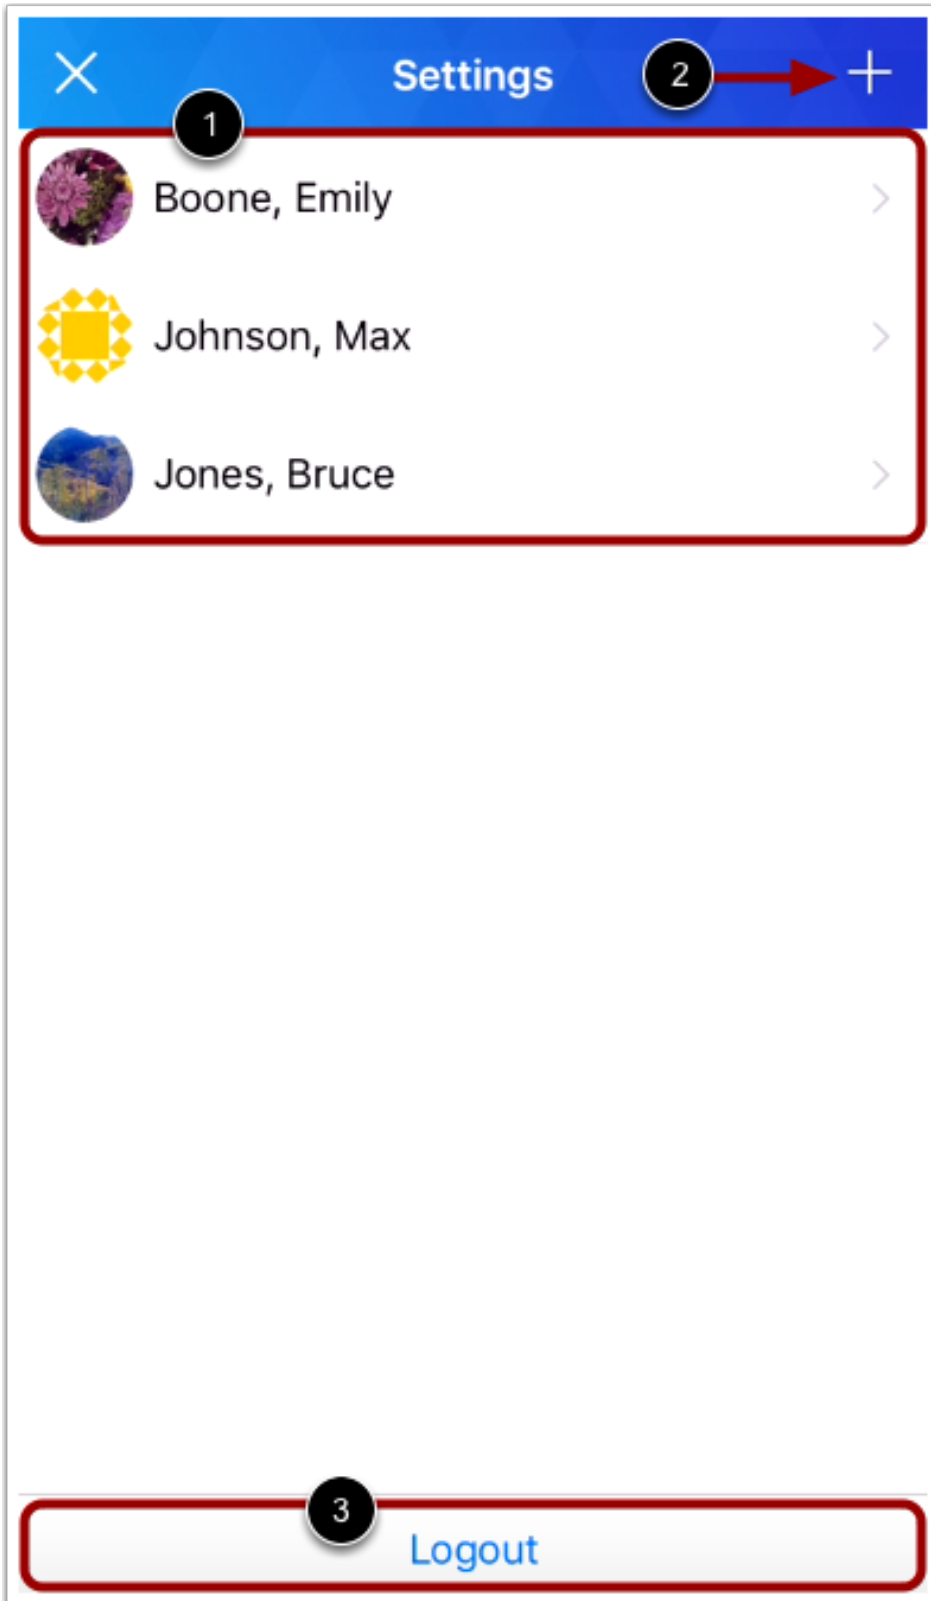 Settings
2
1
Boone, Emily
Johnson, Max
Jones, Bruce
3
Logout